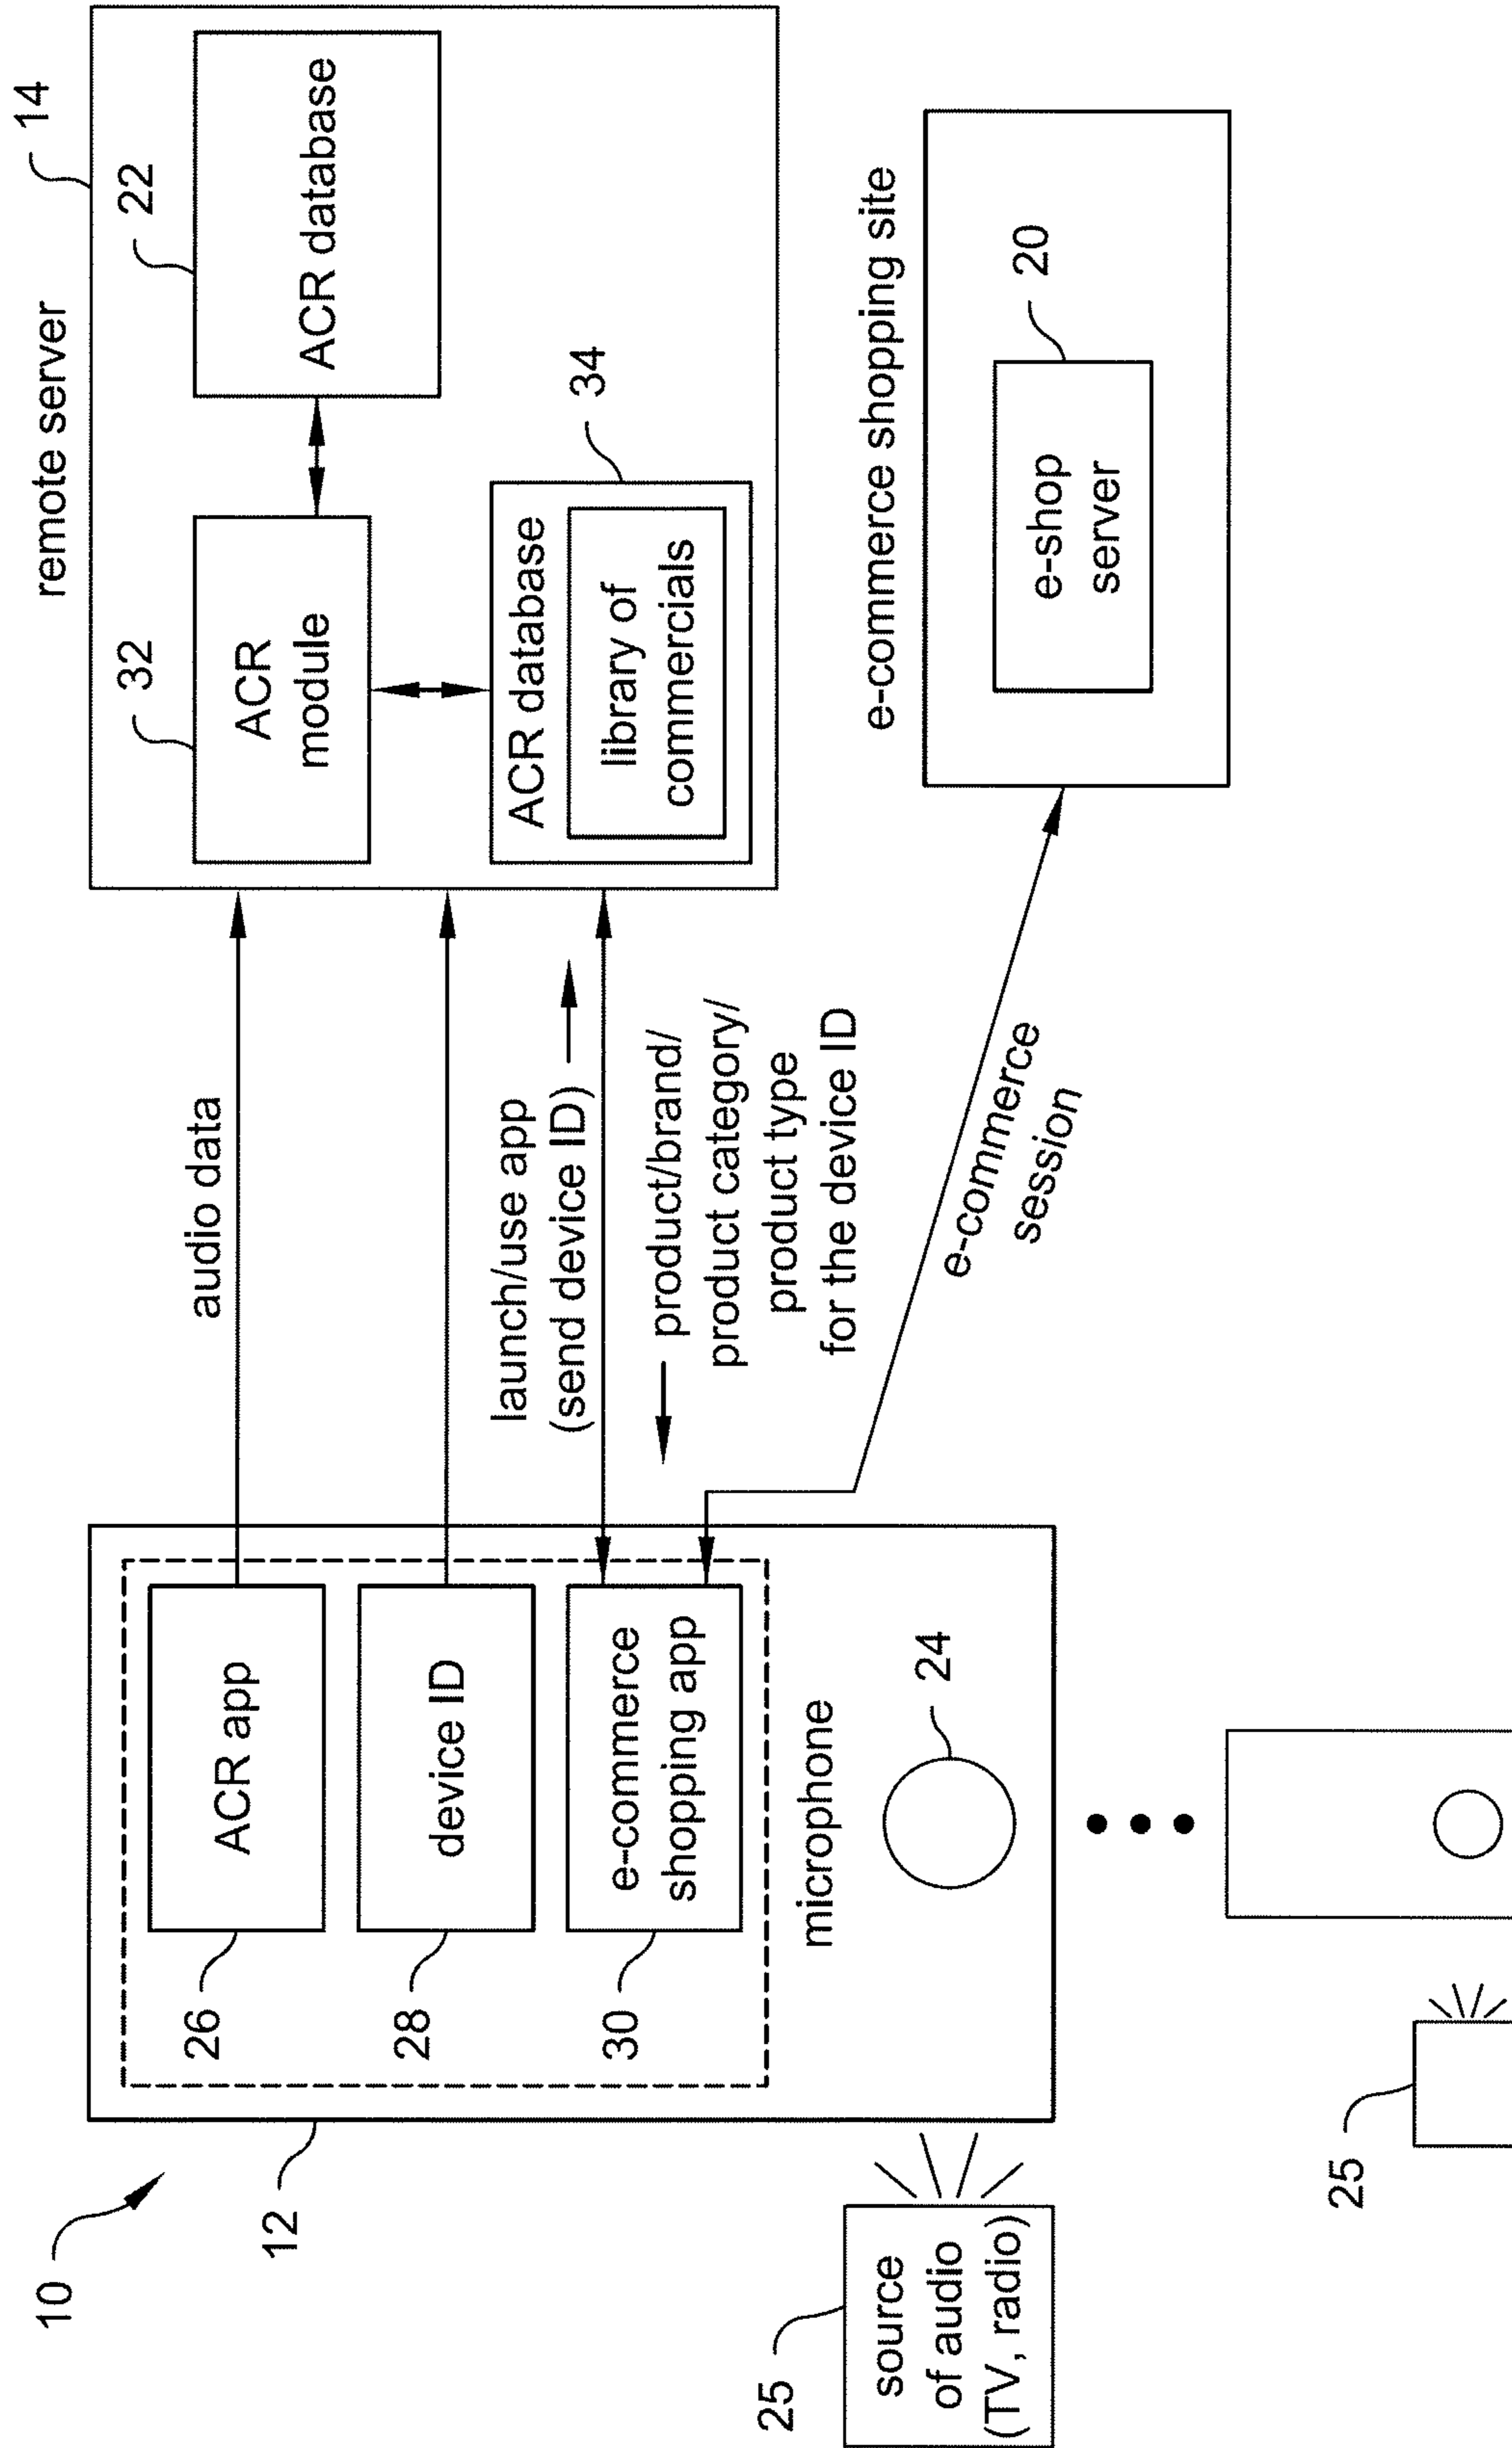 10
12
26
ACR app
28
device ID
30
e-commerce
shopping app
microphone
24
25
source
of audio
(TV, radio)
25
audio data
launch/use app
(send device ID)
product/brand/
product category/
product type
for the device ID
e-commerce
session
remote server
14
32
ACR
module
22
ACR database
34
ACR database
library of
commercials
e-commerce shopping site
20
e-shop
server